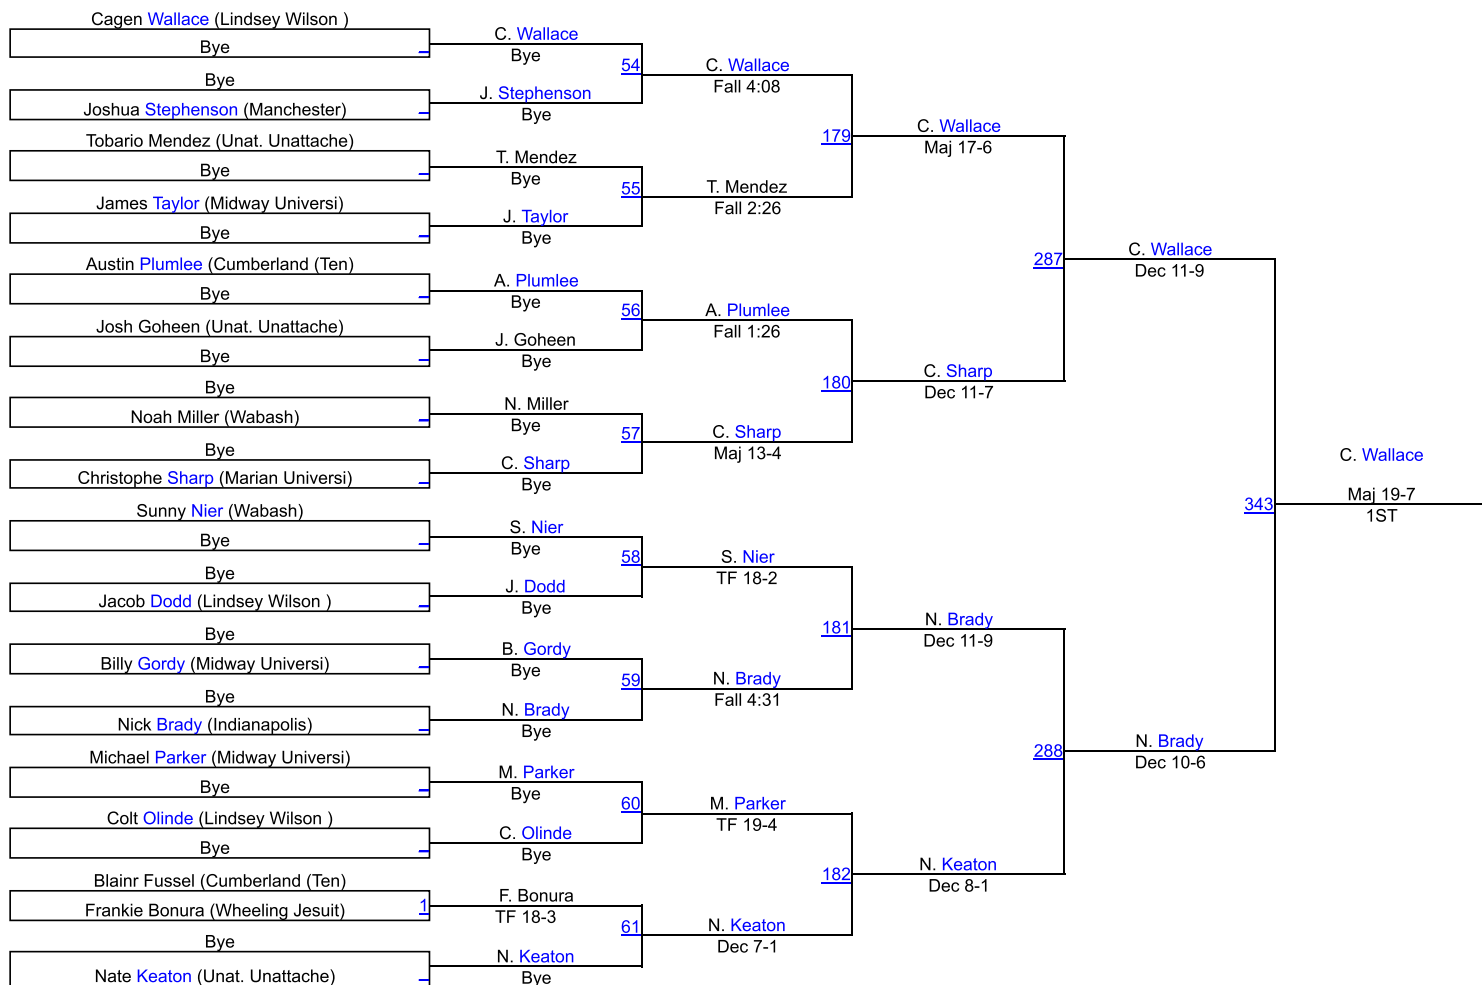 Cagen Wallace (Lindsey Wilson )
Bye
Bye
Joshua Stephenson (Manchester)
Tobario Mendez (Unat. Unattache)
Bye
James Taylor (Midway Universi)
Bye
Austin Plumlee (Cumberland (Ten)
Bye
Josh Goheen (Unat. Unattache)
Bye
Bye
Noah Miller (Wabash)
Bye
Christophe Sharp (Marian Universi)
Sunny Nier (Wabash)
Bye
Bye
Jacob Dodd (Lindsey Wilson )
Bye
Billy Gordy (Midway Universi)
Bye
Nick Brady (Indianapolis)
Michael Parker (Midway Universi)
Bye
Colt Olinde (Lindsey Wilson )
Bye
Blainr Fussel (Cumberland (Ten)
1
Frankie Bonura (Wheeling Jesuit)
Bye
Nate Keaton (Unat. Unattache)
C. Wallace
Bye
54
J. Stephenson
Bye
T. Mendez
Bye
55
J. Taylor
Bye
A. Plumlee
Bye
56
J. Goheen
Bye
N. Miller
Bye
57
C. Sharp
Bye
S. Nier
Bye
58
J. Dodd
Bye
B. Gordy
Bye
59
N. Brady
Bye
M. Parker
Bye
60
C. Olinde
Bye
F. Bonura
TF 18-3
61
N. Keaton
Bye
C. Wallace
Fall 4:08
179
T. Mendez
Fall 2:26
A. Plumlee
Fall 1:26
180
C. Sharp
Maj 13-4
S. Nier
TF 18-2
181
N. Brady
Fall 4:31
M. Parker
TF 19-4
182
N. Keaton
Dec 7-1
C. Wallace
Maj 17-6
287
C. Sharp
Dec 11-7
N. Brady
Dec 11-9
288
N. Keaton
Dec 8-1
C. Wallace
Dec 11-9
343
N. Brady
Dec 10-6
C. Wallace
Maj 19-7
1ST